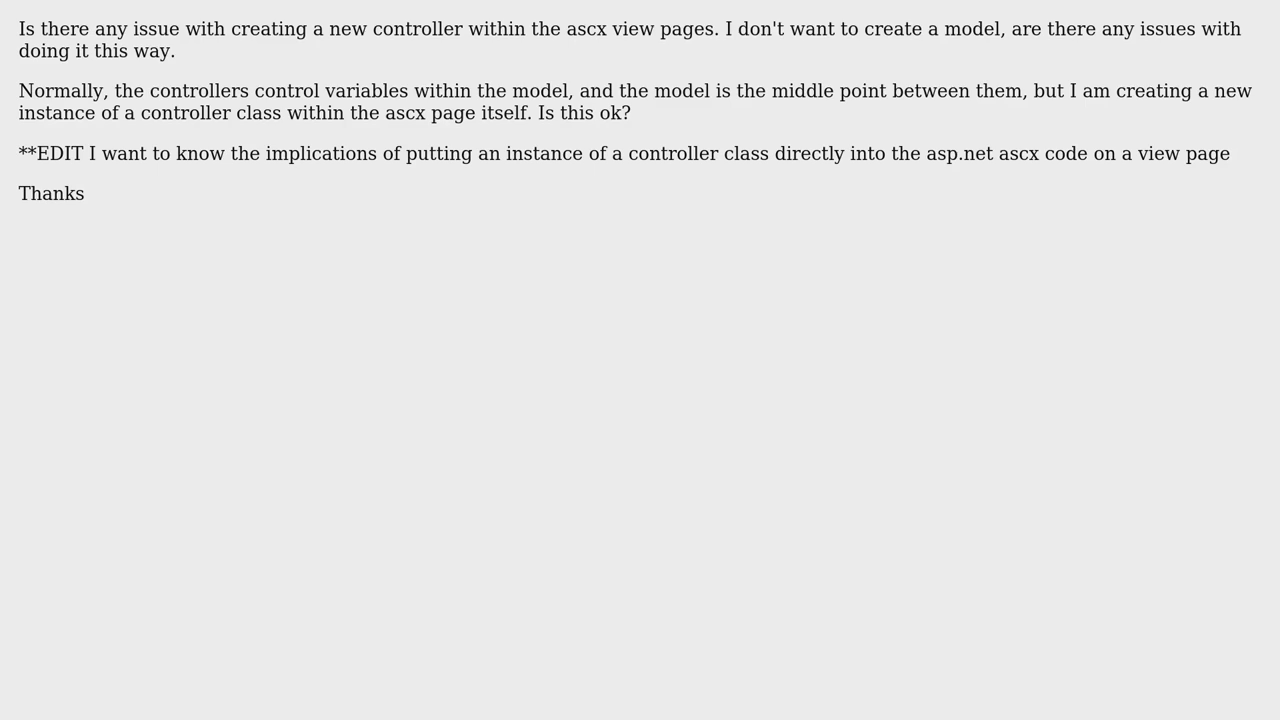 Is there any issue with creating a new controller within the ascx view pages. I don't want to create a model, are there any issues with
doing it this way.
Normally, the controllers control variables within the model, and the model is the middle point between them, but I am creating a new
instance of a controller class within the ascx page itself. Is this ok?
**EDIT I want to know the implications of putting an instance of a controller class directly into the asp.net ascx code on a view page
Thanks